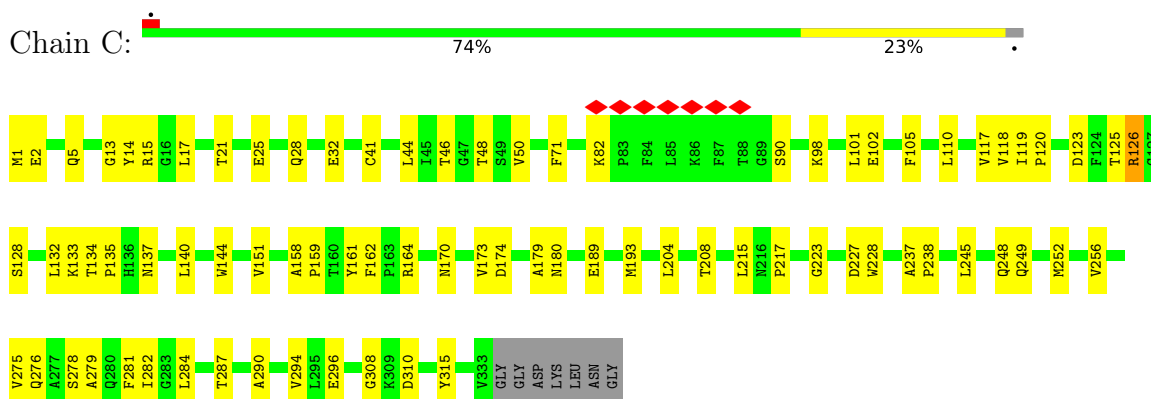 Chain C:
74% 23%
M1 E2 Q5 G13 Y14 R15 G16 L17 T21 E25 Q28 E32 C41 L44 I45 T46 G47 T48 S49 V50 F71 K82 P83 F84 L85 K86 F87 T88 G89 S90 K98 L101 E102 F105 L110 V117 V118 I119 P120 D123 F124 T125 R126
S128 L132 K133 T134 P135 H136 N137 L140 W144 V151 A158 P159 T160 Y161 F162 P163 R164 N170 V173 D174 A179 N180 E189 M193 L204 T208 L215 N216 P217 G223 D227 W228 A237 P238 L245 Q248 Q249 M252 V256
V275 Q276 A277 S278 A279 Q280 F281 I282 G283 L284 T287 A290 V294 L295 E296 G308 K309 D310 Y315 V333 GLY GLY ASP LYS LEU ASN GLY